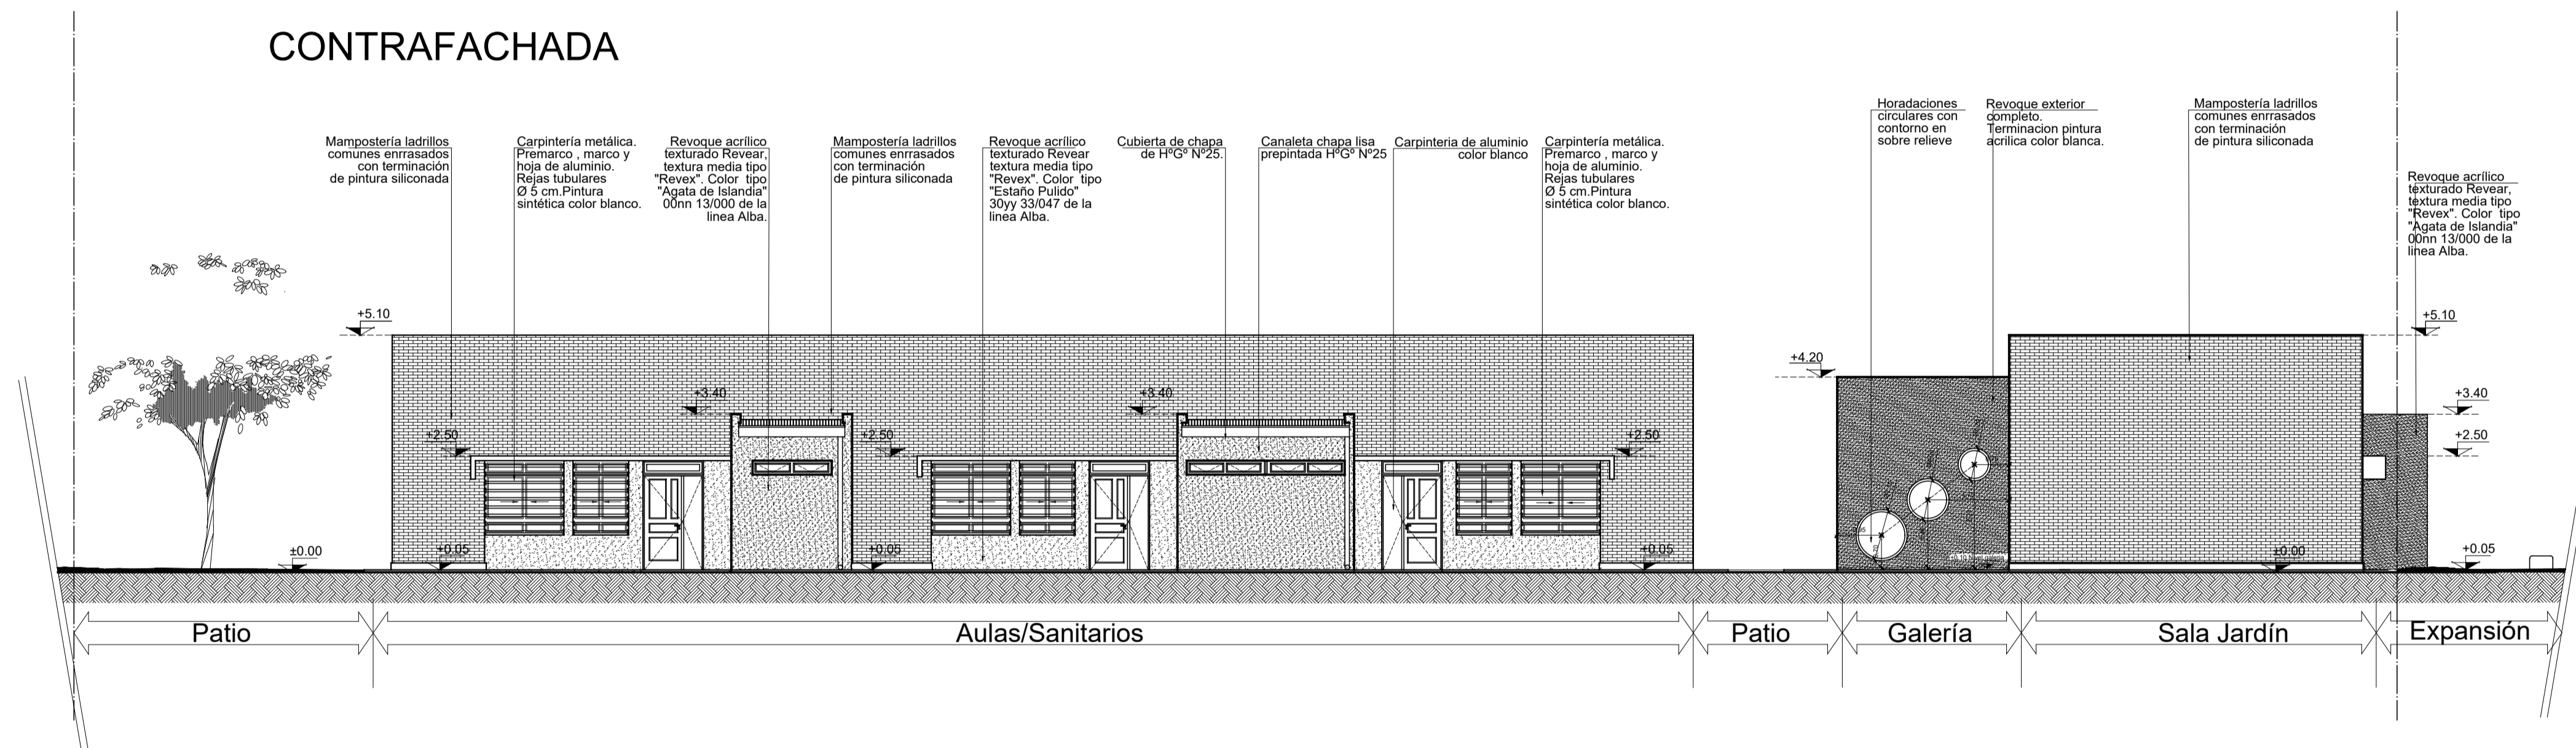 CONTRAFACHADA
Mampostería ladrillos
comunes enrrasados
con terminación
de pintura siliconada
Carpintería metálica.
Premarco , marco y
hoja de aluminio.
Rejas tubulares
Ø 5 cm.Pintura
sintética color blanco.
Revoque acrílico
texturado Revear,
textura media tipo
"Revex". Color tipo
"Agata de Islandia"
00nn 13/000 de la
linea Alba.
Mampostería ladrillos
comunes enrrasados
con terminación
de pintura siliconada
Revoque acrílico
texturado Revear
textura media tipo
"Revex". Color tipo
"Estaño Pulido"
30yy 33/047 de la
linea Alba.
Cubierta de chapa
de HºGº Nº25.
Canaleta chapa lisa
prepintada HºGº Nº25
Carpinteria de aluminio
color blanco
Carpintería metálica.
Premarco , marco y
hoja de aluminio.
Rejas tubulares
Ø 5 cm.Pintura
sintética color blanco.
Horadaciones
circulares con
contorno en
sobre relieve
Revoque exterior
completo.
Terminacion pintura
acrilica color blanca.
Mampostería ladrillos
comunes enrrasados
con terminación
de pintura siliconada
Revoque acrílico
texturado Revear,
textura media tipo
"Revex". Color tipo
"Agata de Islandia"
00nn 13/000 de la
linea Alba.
+5.10
+5.10
+4.20
+3.40
+3.40
+3.40
+2.50
+2.50
+2.50
+2.50
±0.00
+0.05
+0.05
+0.05
±0.00
+0.05
Patio
Aulas/Sanitarios
Patio
Galería
Sala Jardín
Expansión